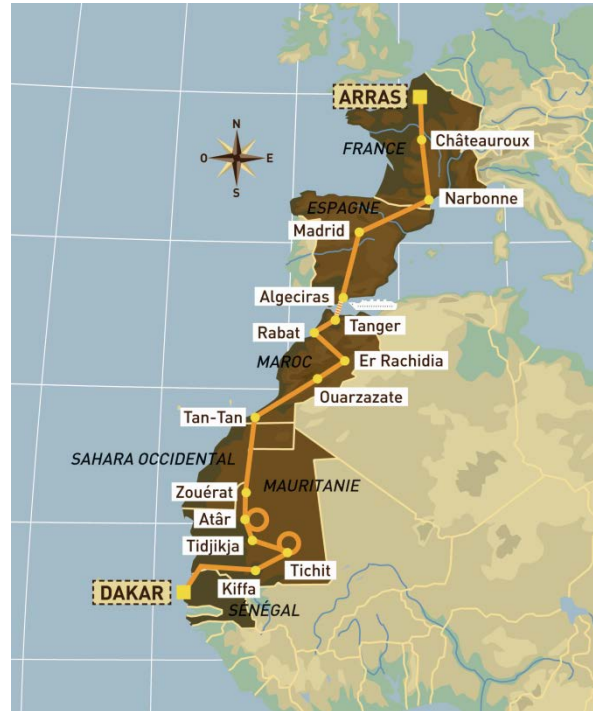 ARRAS
Châteauroux
FRANCE
N
O
E
S
Narbonne
ESPAGNE
Madrid
Algeciras
Tanger
Rabat
MAROC
Er Rachidia
Ouarzazate
Tan-Tan
SAHARA OCCIDENTAL
Zouérat
MAURITANIE
Atâr
Tidjikja
Tichit
Kiffa
DAKAR
SÉNÉGAL